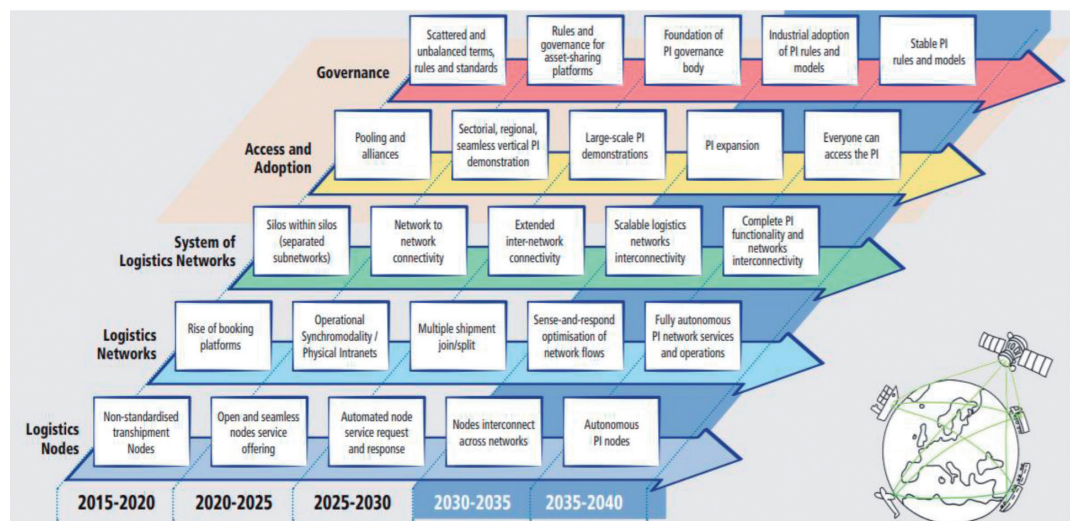 Governance
Scattered and
unbalanced terms,
rules and standards
Rules and
governance for
asset-sharing
platforms
Foundation of
PI governance
body
Industrial adoption
of PI rules and
models
Stable PI
rules and models
Access and
Adoption
Pooling and
alliances
Sectorial, regional,
seamless vertical PI
demonstration
Large-scale PI
demonstrations
PI expansion
Everyone can
access the PI
System of
Logistics Networks
Silos within silos
(separated
subnetworks)
Network to
network
connectivity
Extended
inter-network
connectivity
Scalable logistics
networks
interconnectivity
Complete PI
functionality and
networks
interconnectivity
Logistics
Networks
Rise of booking
platforms
Operational
Synchromodality /
Physical Intranets
Multiple shipment
join/split
Sense-and-respond
optimisation of
network flows
Fully autonomous
PI network services
and operations
Logistics
Nodes
Non-standardised
transhipment
Nodes
Open and seamless
nodes service
offering
Automated node
service request
and response
Nodes interconnect
across networks
Autonomous
PI nodes
2015-2020
2020-2025
2025-2030
2030-2035
2035-2040